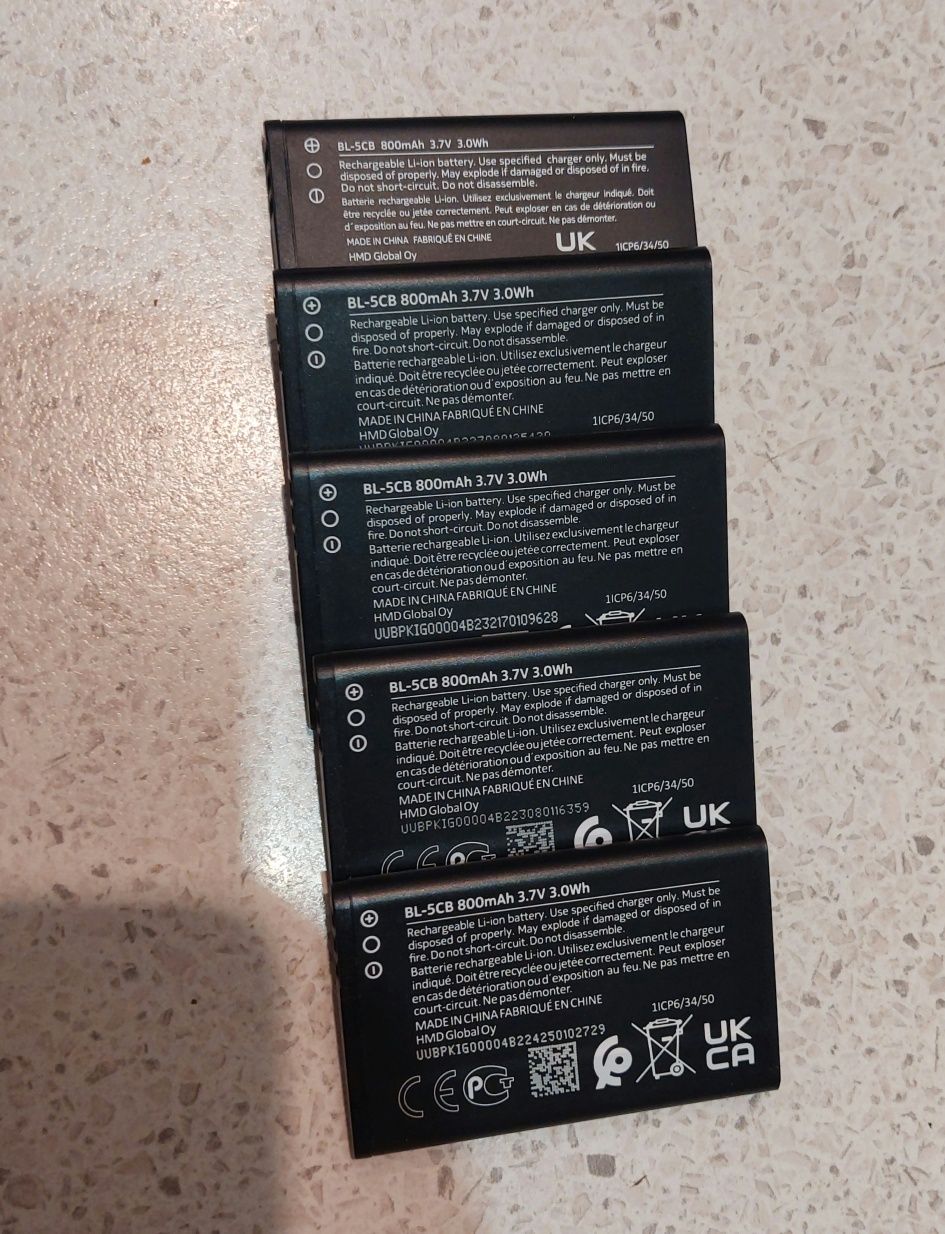 BL-5CB 800mAh 3.7V 3.0Wh
Rechargeable Li-ion battery. Use specified charger only. Must be
disposed of properly. May explode if damaged or disposed of in fire.
Do not short-circuit. Do not disassemble.
Batterie rechargeable Li-ion. Utilisez exclusivement le chargeur indiqué. Doit
être recyclée ou jetée correctement. Peut exploser en cas de détérioration ou
d'exposition au feu. Ne pas mettre en court-circuit. Ne pas démonter.
MADE IN CHINA FABRIQUÉ EN CHINE
HMD Global Oy
UK
1ICP6/34/50
BL-5CB 800mAh 3.7V 3.0Wh
Rechargeable Li-ion battery. Use specified charger only. Must be
disposed of properly. May explode if damaged or disposed of in
fire. Do not short-circuit. Do not disassemble.
Batterie rechargeable Li-ion. Utilisez exclusivement le chargeur
indiqué. Doit être recyclée ou jetée correctement. Peut exploser
en cas de détérioration ou d'exposition au feu. Ne pas mettre en
court-circuit. Ne pas démonter.
MADE IN CHINA FABRIQUÉ EN CHINE
HMD Global Oy
1ICP6/34/50
BL-5CB 800mAh 3.7V 3.0Wh
Rechargeable Li-ion battery. Use specified charger only. Must be
disposed of properly. May explode if damaged or disposed of in
fire. Do not short-circuit. Do not disassemble.
Batterie rechargeable Li-ion. Utilisez exclusivement le chargeur
indiqué. Doit être recyclée ou jetée correctement. Peut exploser
en cas de détérioration ou d'exposition au feu. Ne pas mettre en
court-circuit. Ne pas démonter.
MADE IN CHINA FABRIQUÉ EN CHINE
HMD Global Oy
1ICP6/34/50
UUBPKIG00004B232170109628
BL-5CB 800mAh 3.7V 3.0Wh
Rechargeable Li-ion battery. Use specified charger only. Must be
disposed of properly. May explode if damaged or disposed of in
fire. Do not short-circuit. Do not disassemble.
Batterie rechargeable Li-ion. Utilisez exclusivement le chargeur
indiqué. Doit être recyclée ou jetée correctement. Peut exploser
en cas de détérioration ou d'exposition au feu. Ne pas mettre en
court-circuit. Ne pas démonter.
MADE IN CHINA FABRIQUÉ EN CHINE
HMD Global Oy
1ICP6/34/50
UUBPKIG00004B223080116359
UK
CE
BL-5CB 800mAh 3.7V 3.0Wh
Rechargeable Li-ion battery. Use specified charger only. Must be
disposed of properly. May explode if damaged or disposed of in
fire. Do not short-circuit. Do not disassemble.
Batterie rechargeable Li-ion. Utilisez exclusivement le chargeur
indiqué. Doit être recyclée ou jetée correctement. Peut exploser
en cas de détérioration ou d'exposition au feu. Ne pas mettre en
court-circuit. Ne pas démonter.
MADE IN CHINA FABRIQUÉ EN CHINE
HMD Global Oy
1ICP6/34/50
UUBPKIG00004B224250102729
CE
UK
CA